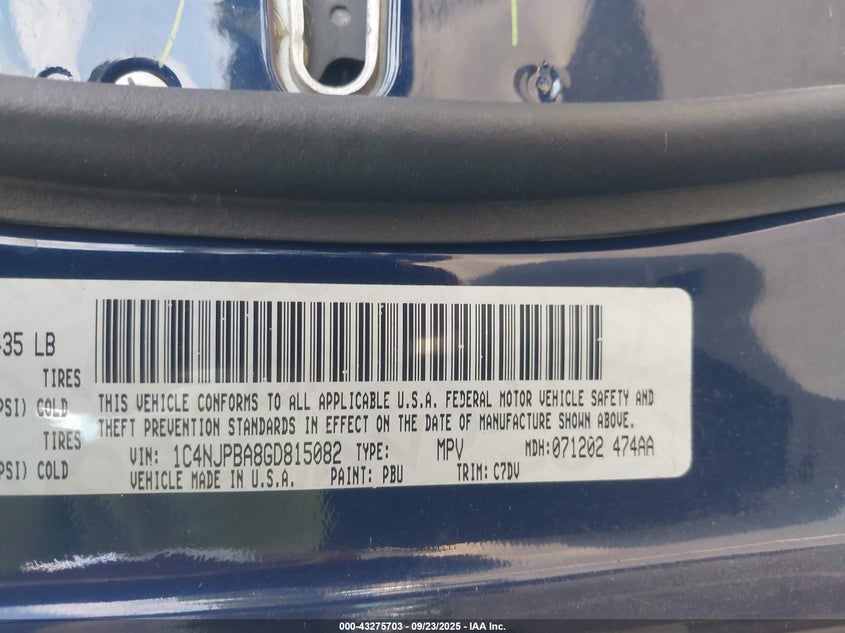 435 LB
TIRES
PSI) COLD
TIRES
PSI) COLD
THIS VEHICLE CONFORMS TO ALL APPLICABLE U.S.A. FEDERAL MOTOR VEHICLE SAFETY AND
THEFT PREVENTION STANDARDS IN EFFECT ON THE DATE OF MANUFACTURE SHOWN ABOVE.
VIN: 1C4NJPBA8GD815082 TYPE: MPV MDH:071202 474AA
VEHICLE MADE IN U.S.A. PAINT: PBU TRIM: C7DV
000-43275703 - 09/23/2025 - IAA Inc.